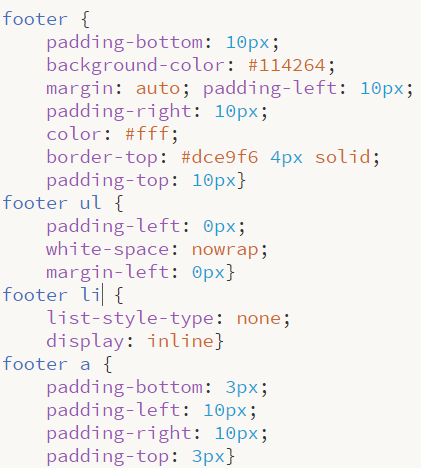 footer {
    padding-bottom: 10px;
    background-color: #114264;
    margin: auto; padding-left: 10px;
    padding-right: 10px;
    color: #fff;
    border-top: #dce9f6 4px solid;
    padding-top: 10px}
footer ul {
    padding-left: 0px;
    white-space: nowrap;
    margin-left: 0px}
footer li {
    list-style-type: none;
    display: inline}
footer a {
    padding-bottom: 3px;
    padding-left: 10px;
    padding-right: 10px;
    padding-top: 3px}